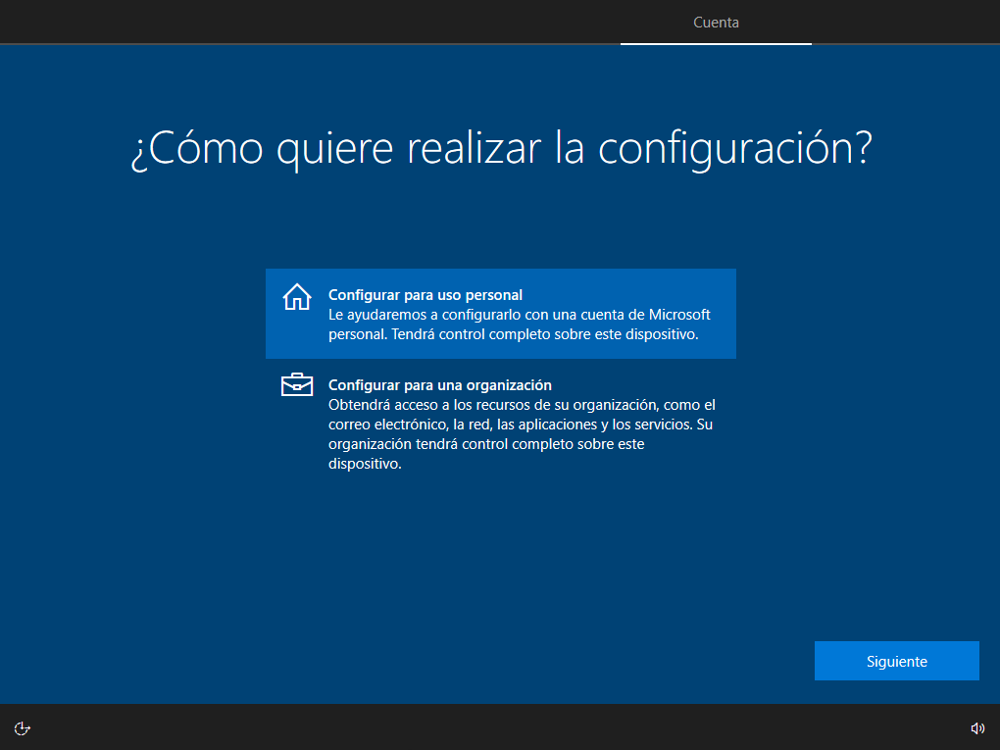 Cuenta
¿Cómo quiere realizar la configuración?
Configurar para uso personal
Le ayudaremos a configurarlo con una cuenta de Microsoft
personal. Tendrá control completo sobre este dispositivo.
Configurar para una organización
Obtendrá acceso a los recursos de su organización, como el
correo electrónico, la red, las aplicaciones y los servicios. Su
organización tendrá control completo sobre este
dispositivo.
Siguiente